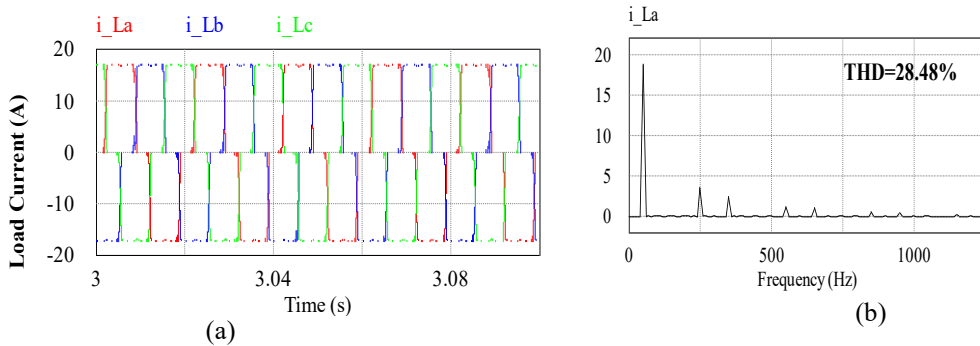 i_La i_Lb i_Lc
Load Current (A)
20
10
0
-10
-20
3 3.04 3.08
Time (s)
(a)
i_La
THD=28.48%
20
15
10
5
0
0 500 1000
Frequency (Hz)
(b)